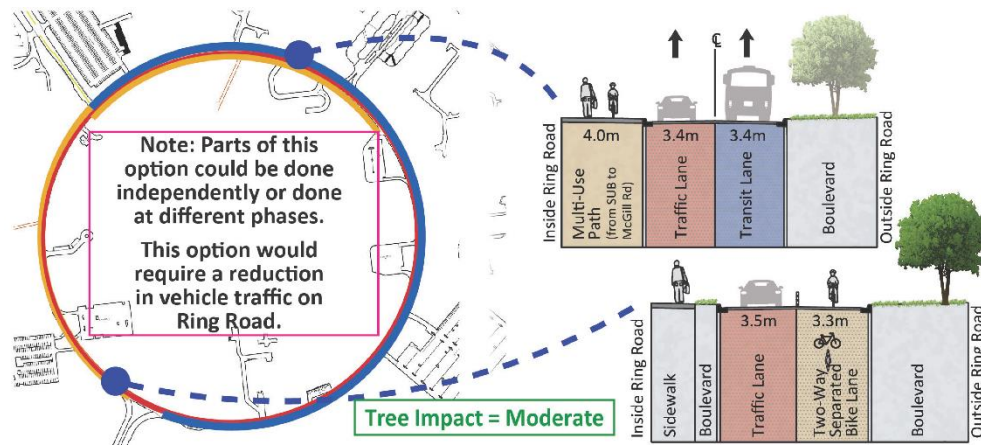 Note: Parts of this
option could be done
independently or done
at different phases.
This option would
require a reduction
in vehicle traffic on
Ring Road.
Tree Impact = Moderate
℄
4.0m
3.4m
3.4m
Inside Ring Road
Multi-Use
Path
(from SUB to
McGill Rd)
Traffic Lane
Transit Lane
Boulevard
Outside Ring Road
3.5m
3.3m
Inside Ring Road
Sidewalk
Boulevard
Traffic Lane
Two-Way
Separated
Bike Lane
Boulevard
Outside Ring Road